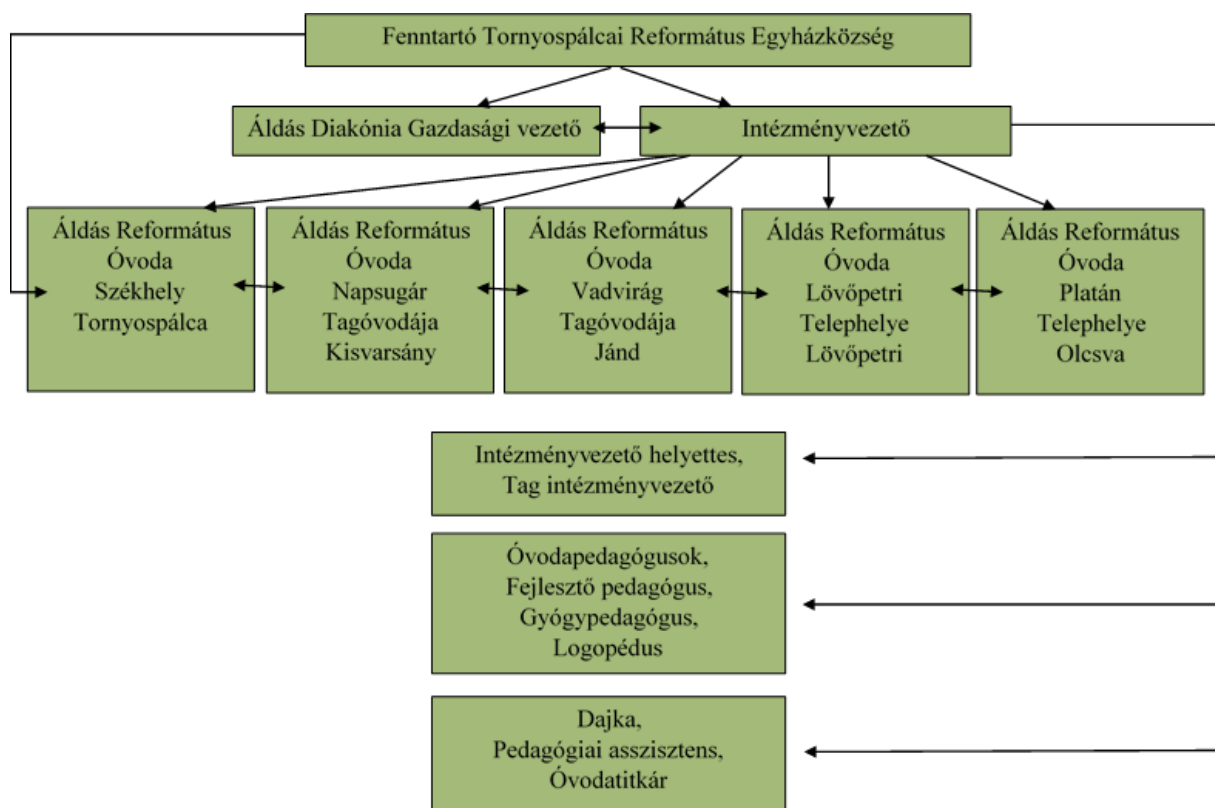 Fenntartó Tornyospálcai Református Egyházközség
Áldás Diakónia Gazdasági vezető
Intézményvezető
Áldás Református
Óvoda
Székhely
Tornyospálca
Áldás Református
Óvoda
Napsugár
Tagóvodája
Kisvarsány
Áldás Református
Óvoda
Vadvirág
Tagóvodája
Jánd
Áldás Református
Óvoda
Lövőpetri
Telephelye
Lövőpetri
Áldás Református
Óvoda
Platán
Telephelye
Olcsva
Intézményvezető helyettes,
Tag intézményvezető
Óvodapedagógusok,
Fejlesztő pedagógus,
Gyógypedagógus,
Logopédus
Dajka,
Pedagógiai asszisztens,
Óvodatitkár